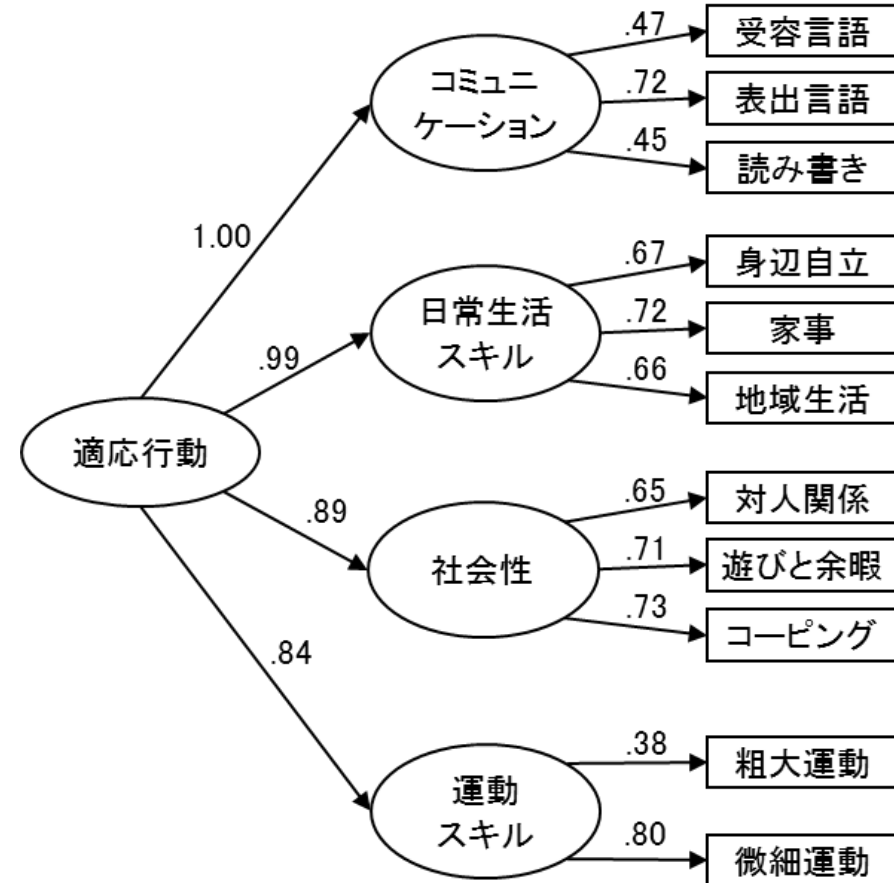 .47
受容言語
コミュニ
ケーション
.72
表出言語
.45
読み書き
1.00
.67
身辺自立
日常生活
スキル
.72
家事
.99
.66
地域生活
適応行動
.89
.65
対人関係
社会性
.71
遊びと余暇
.73
コーピング
.84
.38
粗大運動
運動
スキル
.80
微細運動